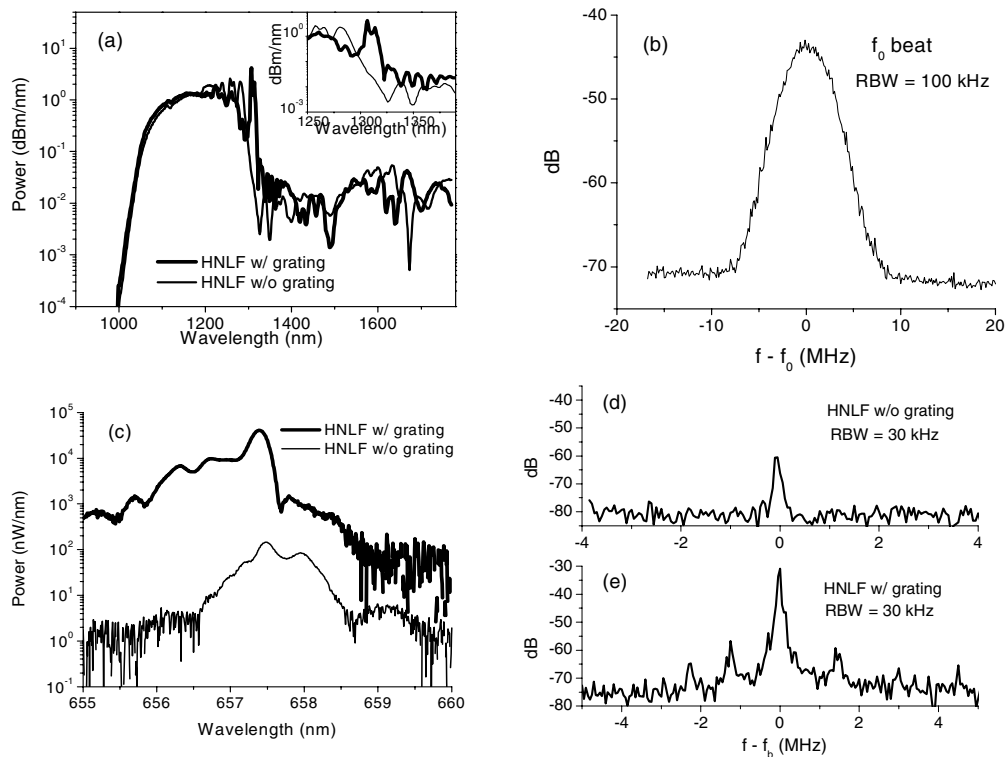 (a)
Power (dBm/nm)
10^1
10^0
10^-1
10^-2
10^-3
10^-4
1000 1200 1400 1600
Wavelength (nm)
HNLF w/ grating
HNLF w/o grating
dBm/nm
10^0
10^-3
1250 1300 1350
Wavelength (nm)
(b)
f_0 beat
RBW = 100 kHz
dB
-40
-50
-60
-70
-20 -10 0 10 20
f - f_0 (MHz)
(c)
HNLF w/ grating
HNLF w/o grating
Power (nW/nm)
10^5
10^4
10^3
10^2
10^1
10^0
10^-1
655 656 657 658 659 660
Wavelength (nm)
(d)
HNLF w/o grating
RBW = 30 kHz
dB
-40
-50
-60
-70
-80
-4 -2 0 2 4
(e)
HNLF w/ grating
RBW = 30 kHz
dB
-30
-40
-50
-60
-70
-80
-4 -2 0 2 4
f - f_b (MHz)